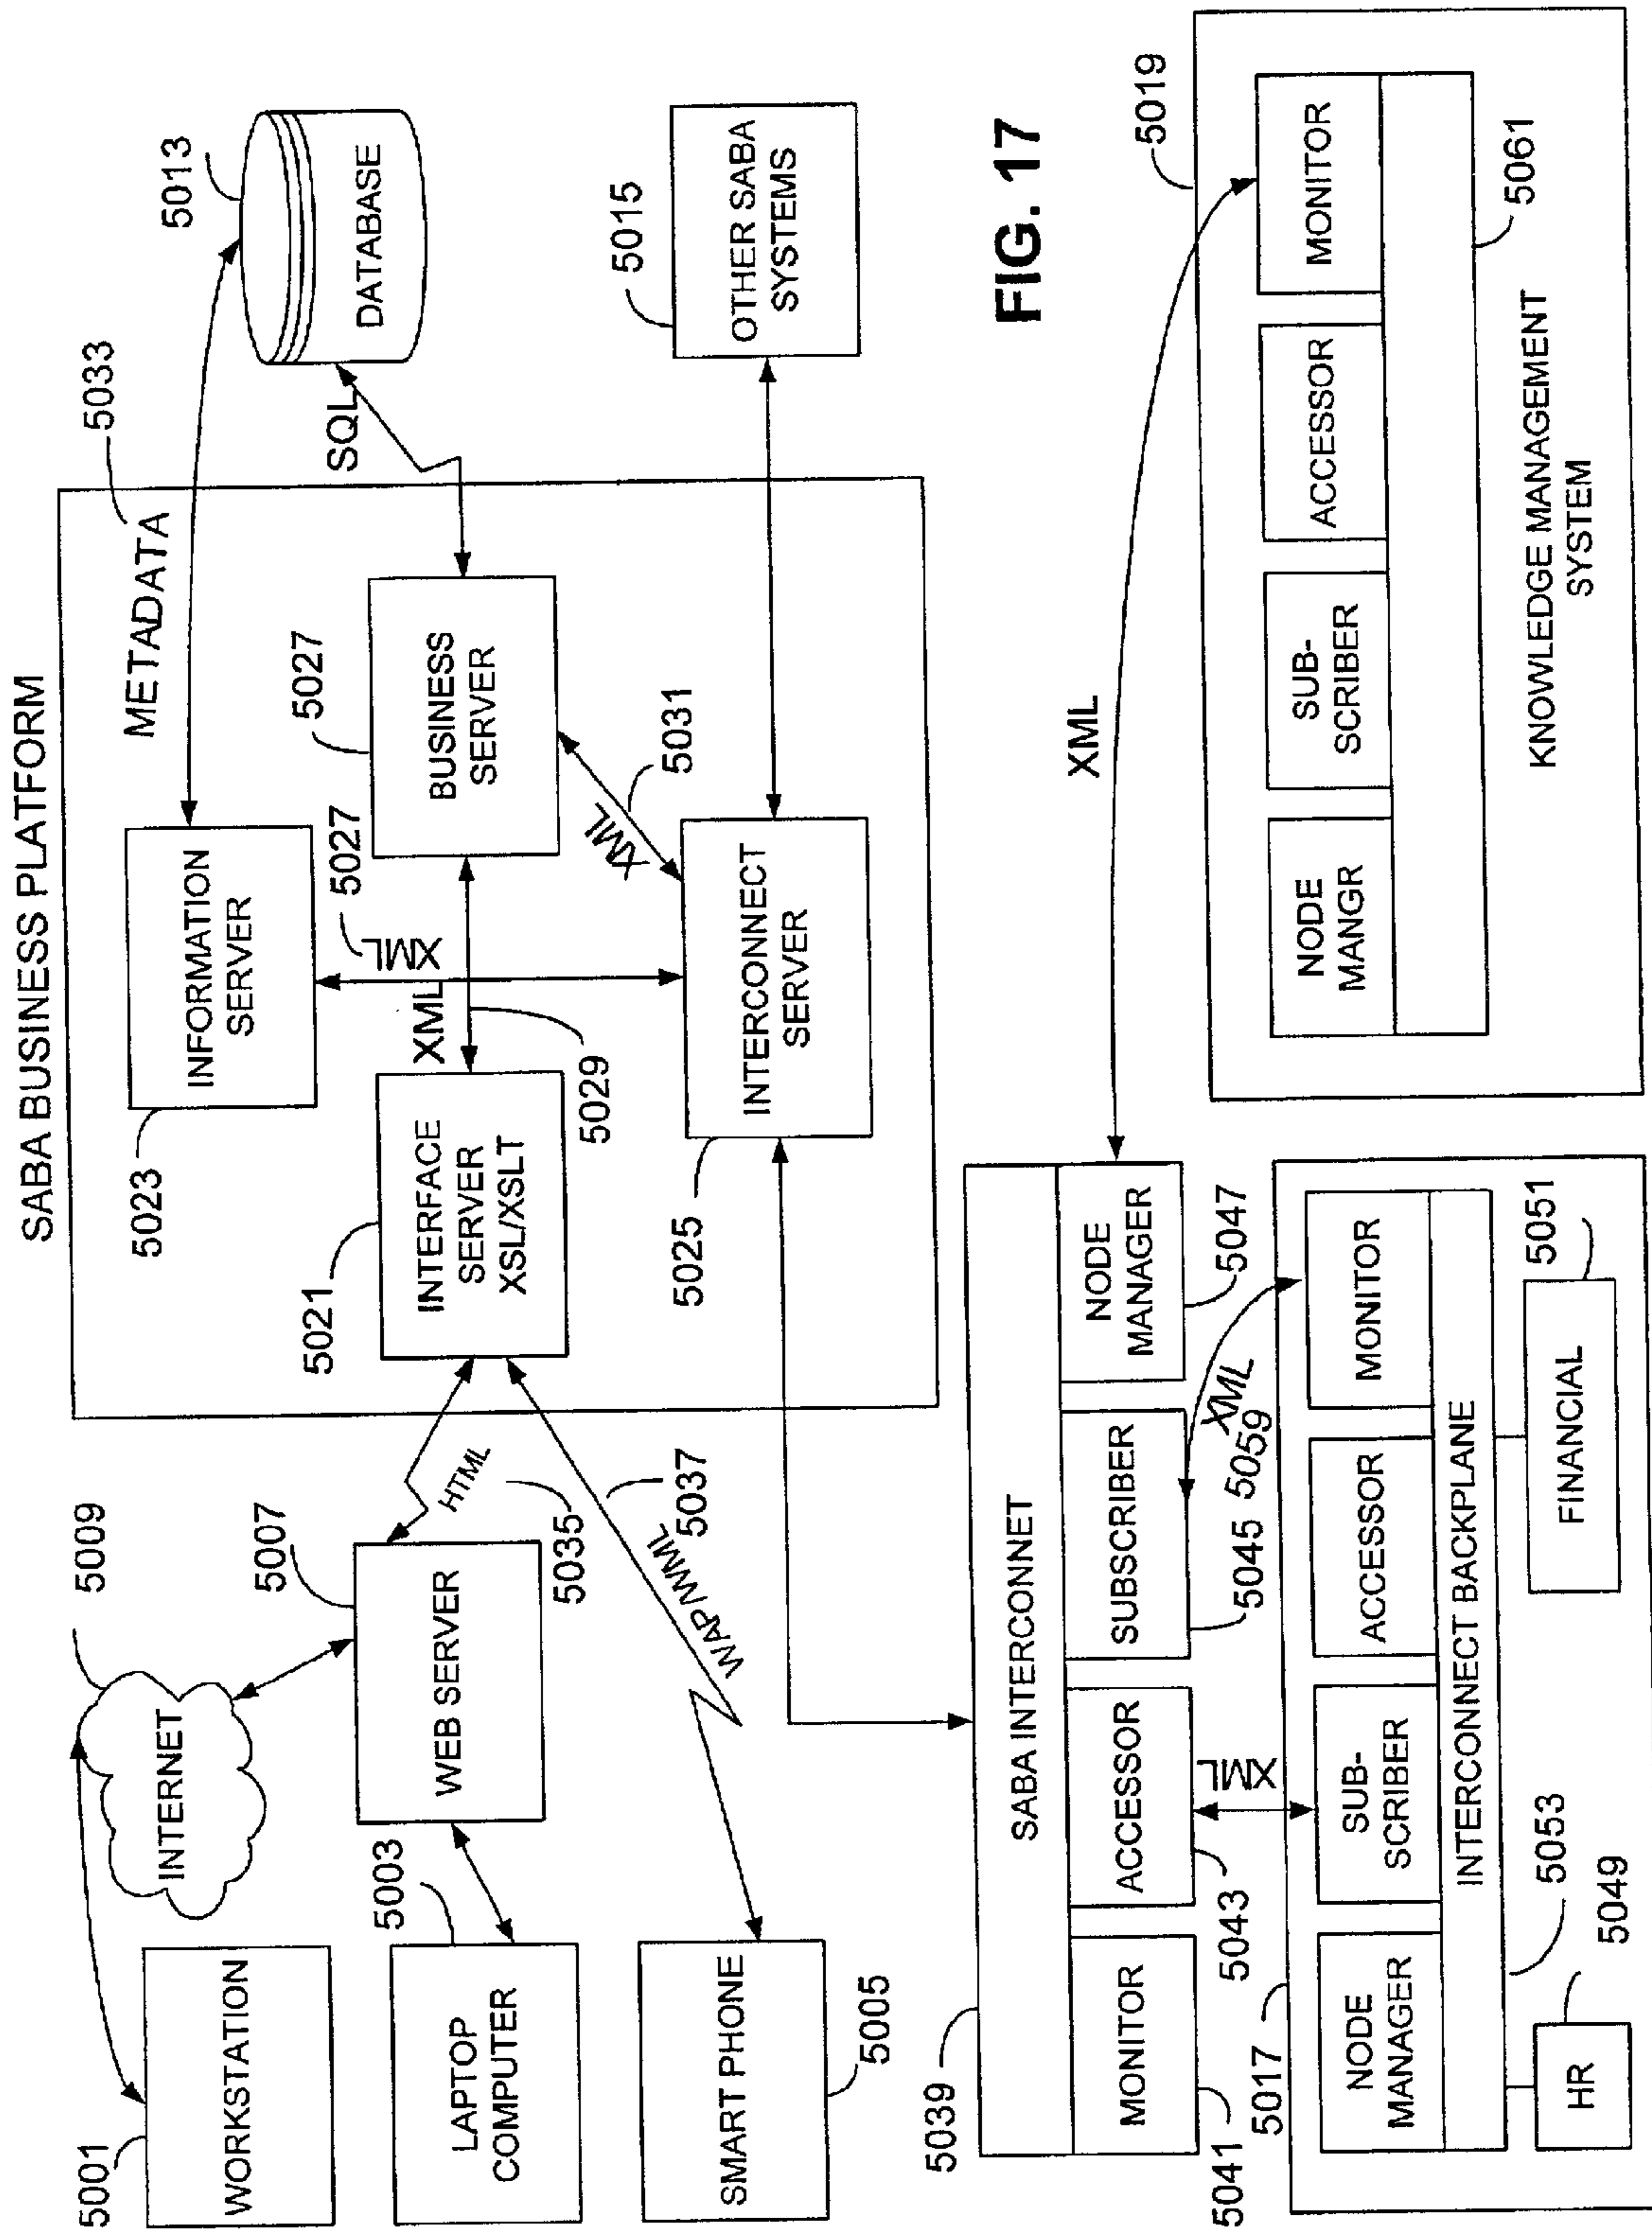 SABA BUSINESS PLATFORM
5001
WORKSTATION
5009
INTERNET
5003
LAPTOP
COMPUTER
5007
WEB SERVER
SMART PHONE
5005
HTML
5035
WAP/WML
5037
5023
INFORMATION
SERVER
METADATA
5033
5013
DATABASE
SQL
5021
INTERFACE
SERVER
XSL/XSLT
XML
5029
XML
5027
5027
BUSINESS
SERVER
XML
5031
5025
INTERCONNECT
SERVER
5015
OTHER SABA
SYSTEMS
FIG. 17
5039
SABA INTERCONNNET
MONITOR
5041
ACCESSOR
5043
SUBSCRIBER
5045
NODE
MANAGER
5047
XML
XML
5059
XML
5017
NODE
MANAGER
SUB-
SCRIBER
ACCESSOR
MONITOR
INTERCONNECT BACKPLANE
5053
HR
5049
FINANCIAL
5051
5019
NODE
MANGR
SUB-
SCRIBER
ACCESSOR
MONITOR
5061
KNOWLEDGE MANAGEMENT
SYSTEM